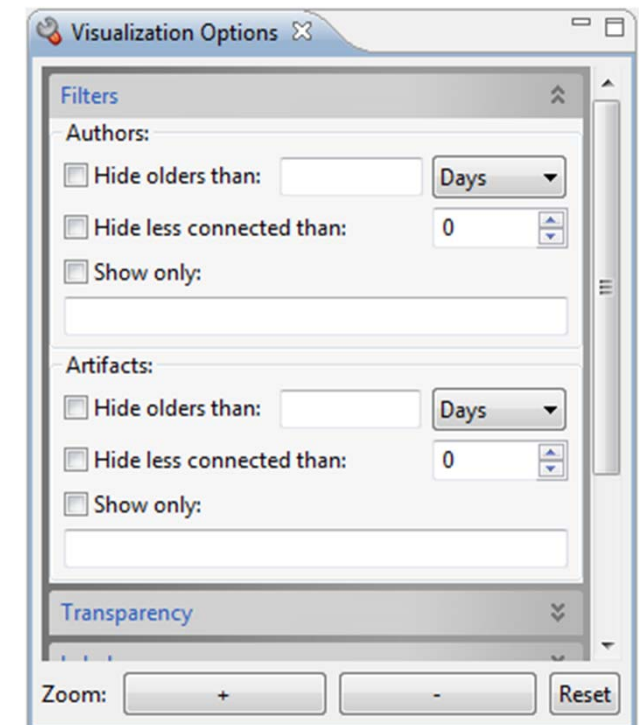 Visualization Options
Filters
Authors:
Hide olders than: Days
Hide less connected than: 0
Show only:
Artifacts:
Hide olders than: Days
Hide less connected than: 0
Show only:
Transparency
Zoom: + - Reset